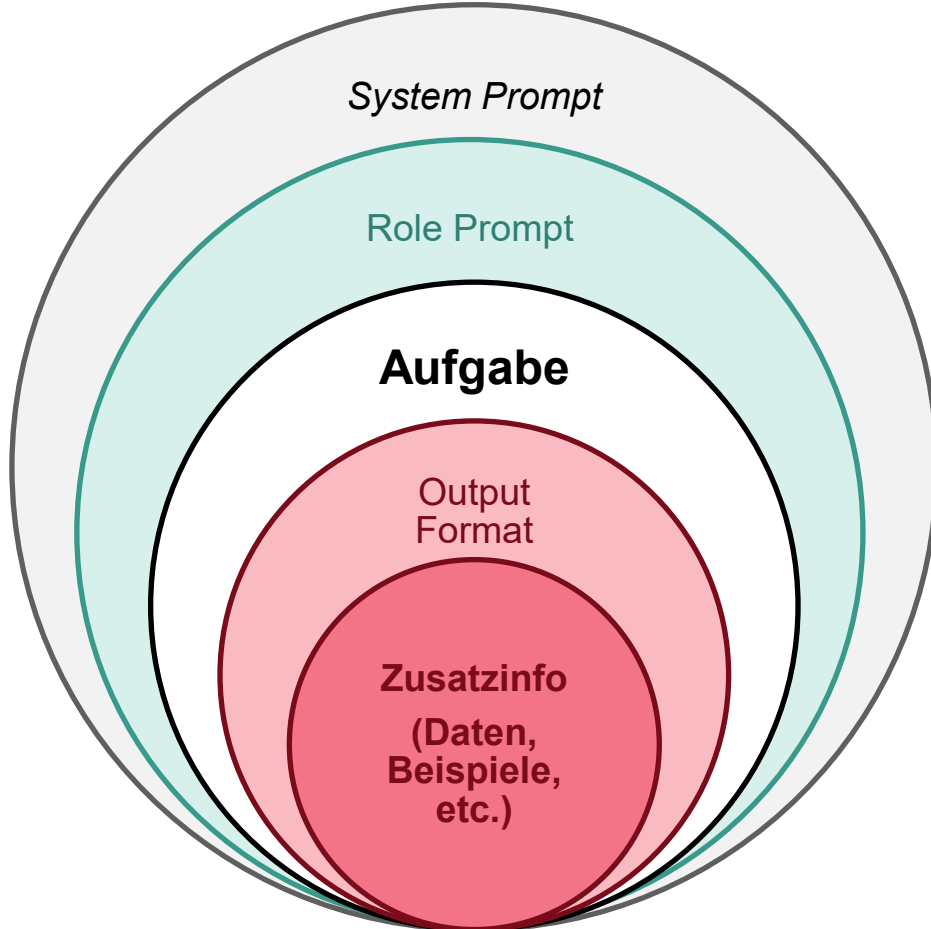 System Prompt
Role Prompt
Aufgabe
Output
Format
Zusatzinfo
(Daten,
Beispiele,
etc.)